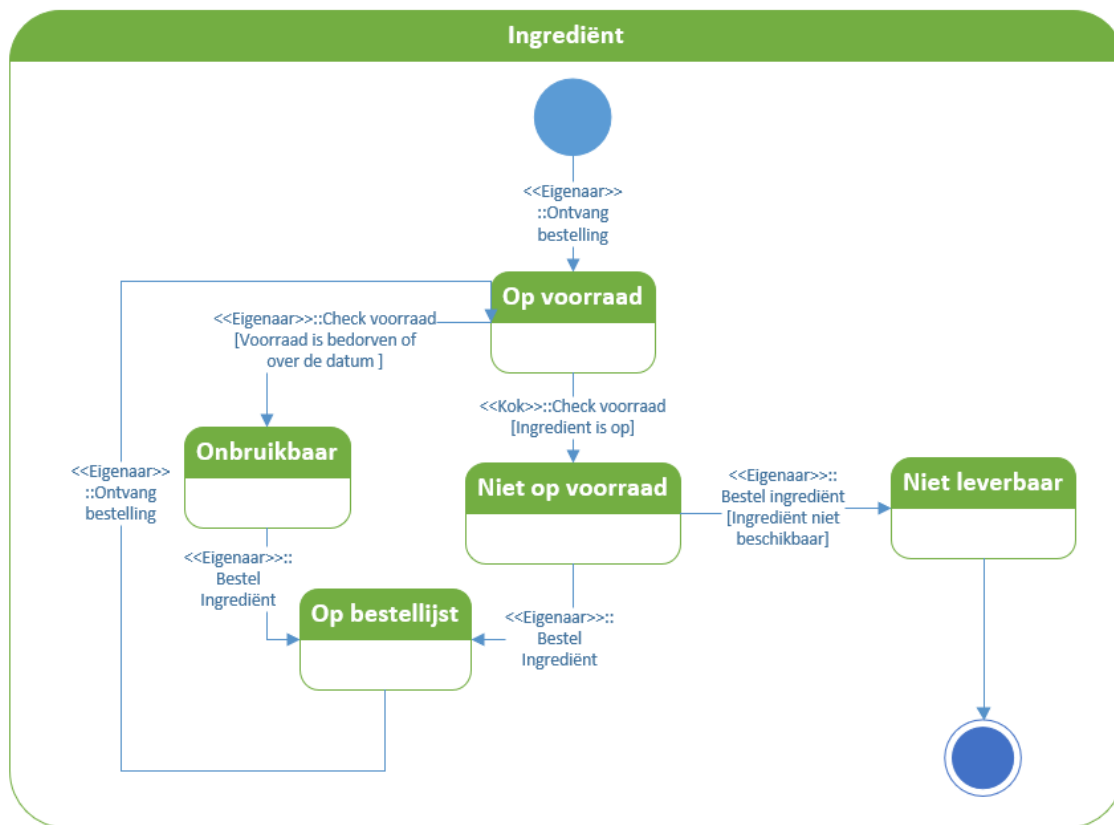 Ingrediënt
<<Eigenaar>>
::Ontvang
bestelling
Op voorraad
<<Eigenaar>>::Check voorraad
[Voorraad is bedorven of
over de datum ]
<<Kok>>::Check voorraad
[Ingredient is op]
Onbruikbaar
<<Eigenaar>>
::Ontvang
bestelling
Niet op voorraad
<<Eigenaar>>::
Bestel ingrediënt
[Ingrediënt niet
beschikbaar]
Niet leverbaar
<<Eigenaar>>::
Bestel
Ingrediënt
Op bestellijst
<<Eigenaar>>::
Bestel
Ingrediënt